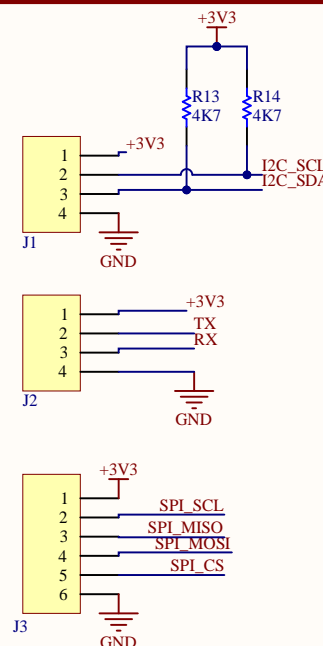 +3V3
R13
4K7
R14
4K7
1
+3V3
2
I2C_SCL
3
I2C_SDA
4
J1
GND
1
+3V3
2
TX
3
RX
4
J2
GND
+3V3
1
2
SPI_SCL
3
SPI_MISO
4
SPI_MOSI
5
SPI_CS
6
J3
GND